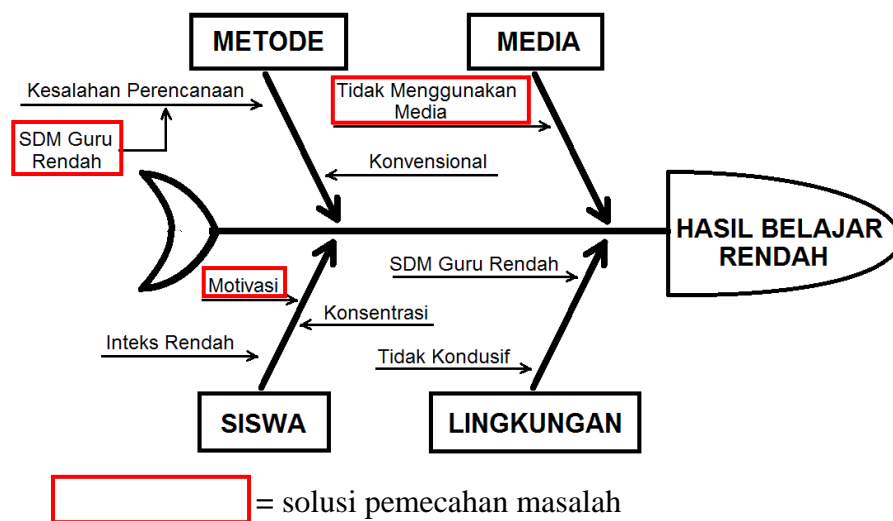 METODE
MEDIA
Kesalahan Perencanaan
Tidak Menggunakan
Media
SDM Guru
Rendah
Konvensional
HASIL BELAJAR
RENDAH
SDM Guru Rendah
Motivasi
Konsentrasi
Inteks Rendah
Tidak Kondusif
SISWA
LINGKUNGAN
= solusi pemecahan masalah